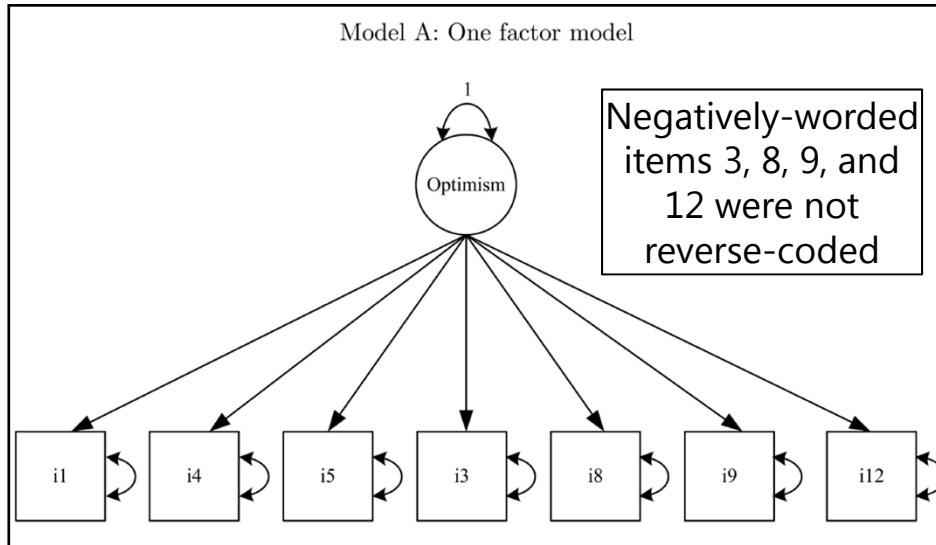 Model A: One factor model
1
Negatively-worded
items 3, 8, 9, and
12 were not
reverse-coded
Optimism
i1 i4 i5 i3 i8 i9 i12